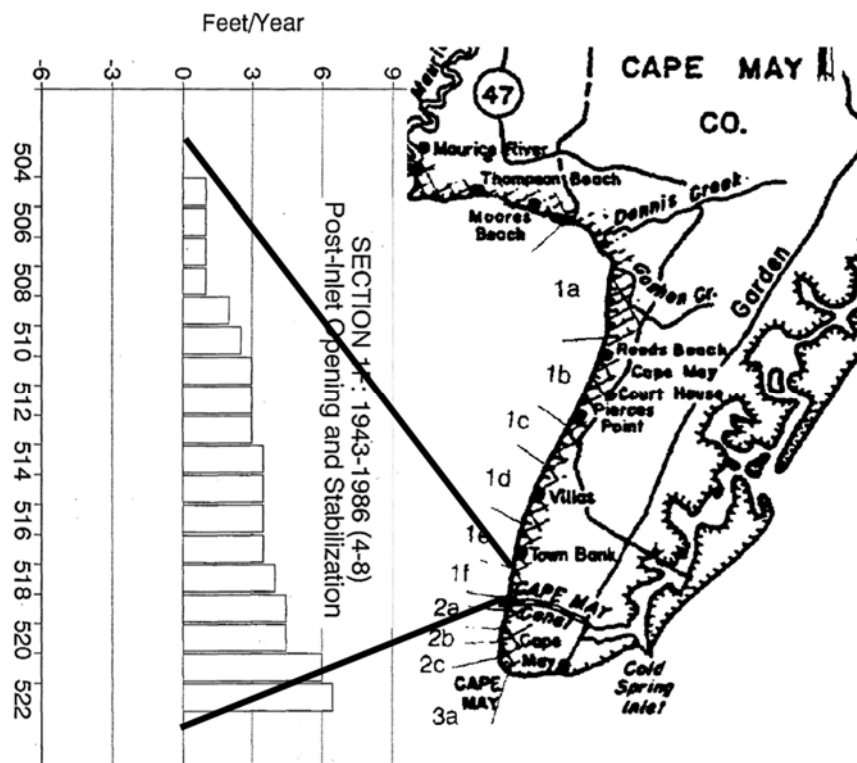 Feet/Year
-6
-3
0
3
6
9
504
506
508
510
512
514
516
518
520
522
SECTION 1F: 1943-1986 (4-8)
Post-Inlet Opening and Stabilization
CAPE MAY
CO.
47
Maurice River
Thompson Beach
Moores
Beach
Dennis Creek
Goshen Cr.
Garden
1a
Reeds Beach
1b
Cape May
Court House
Pierces
Point
1c
1d
Villas
1e
Town Bank
1f
CAPE MAY
Canal
2a
2b
Cape
May
2c
CAPE
MAY
3a
Cold
Spring
Inlet